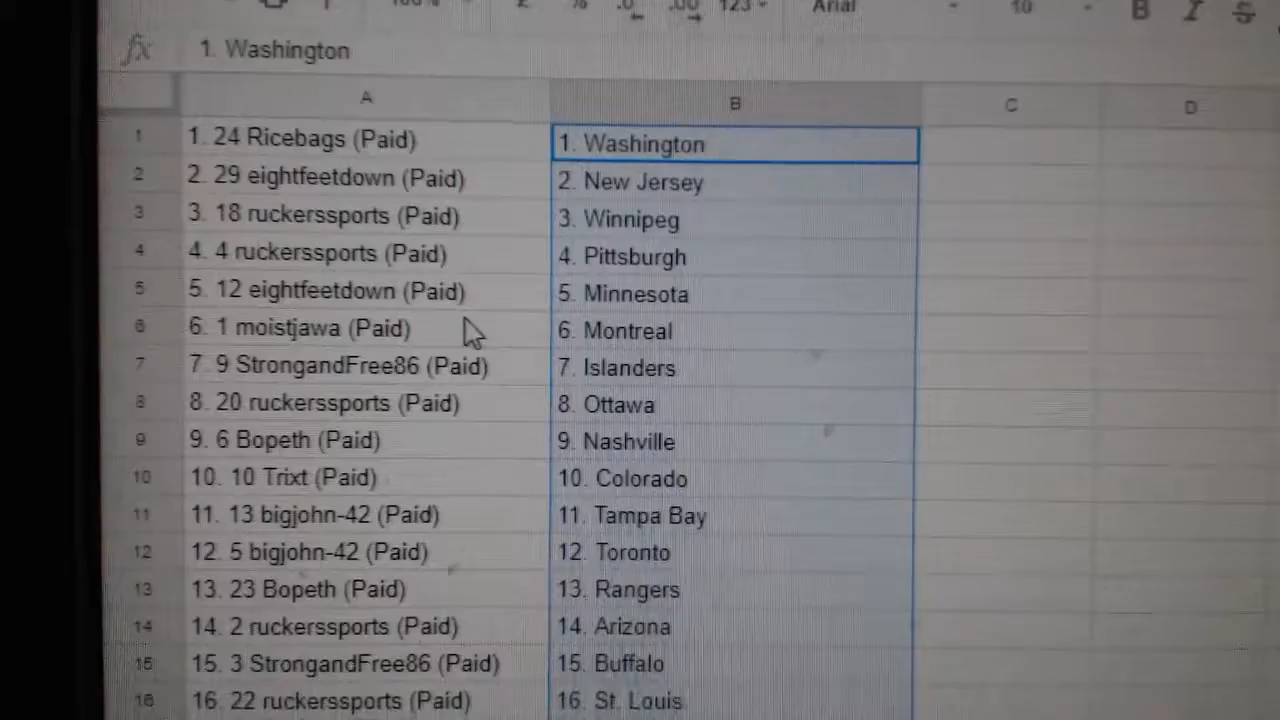 100% % .0 .00 123 Arial 10 B I S
fx 1. Washington
A B C D
1 1. 24 Ricebags (Paid) 1. Washington
2 2. 29 eightfeetdown (Paid) 2. New Jersey
3 3. 18 ruckerssports (Paid) 3. Winnipeg
4 4. 4 ruckerssports (Paid) 4. Pittsburgh
5 5. 12 eightfeetdown (Paid) 5. Minnesota
6 6. 1 moistjawa (Paid) 6. Montreal
7 7. 9 StrongandFree86 (Paid) 7. Islanders
8 8. 20 ruckerssports (Paid) 8. Ottawa
9 9. 6 Bopeth (Paid) 9. Nashville
10 10. 10 Trixt (Paid) 10. Colorado
11 11. 13 bigjohn-42 (Paid) 11. Tampa Bay
12 12. 5 bigjohn-42 (Paid) 12. Toronto
13 13. 23 Bopeth (Paid) 13. Rangers
14 14. 2 ruckerssports (Paid) 14. Arizona
15 15. 3 StrongandFree86 (Paid) 15. Buffalo
16 16. 22 ruckerssports (Paid) 16. St. Louis